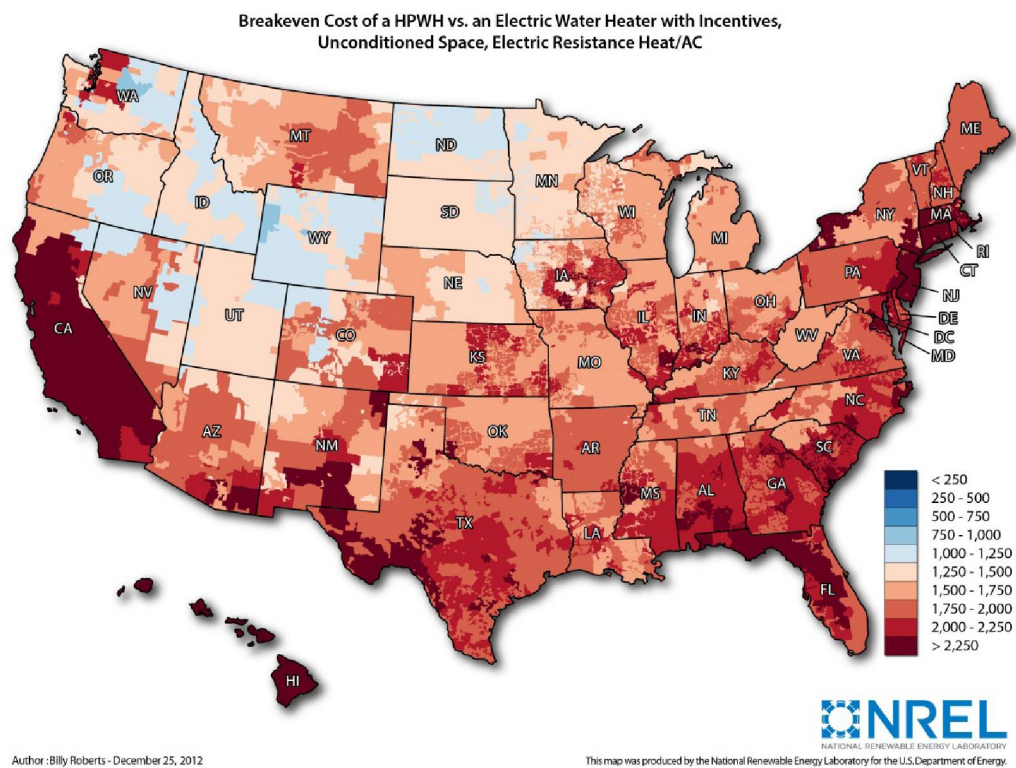 Breakeven Cost of a HPWH vs. an Electric Water Heater with Incentives,
Unconditioned Space, Electric Resistance Heat/AC
WA
MT
ND
MN
ME
VT
NH
MA
NY
OR
ID
WY
SD
WI
MI
RI
CT
NJ
DE
DC
MD
PA
NV
UT
CO
NE
IA
IL
IN
OH
WV
VA
CA
KS
MO
KY
NC
TN
AZ
NM
OK
AR
SC
TX
LA
MS
AL
GA
FL
HI
< 250
250 - 500
500 - 750
750 - 1,000
1,000 - 1,250
1,250 - 1,500
1,500 - 1,750
1,750 - 2,000
2,000 - 2,250
> 2,250
NREL
NATIONAL RENEWABLE ENERGY LABORATORY
Author : Billy Roberts - December 25, 2012
This map was produced by the National Renewable Energy Laboratory for the U.S. Department of Energy.